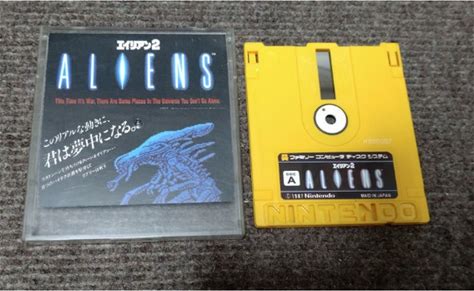 エイリアン2
ALIENS
This Time It's War, There Are Some Places In The Universe You Don't Go Alone.
このリアルな動きに、
君は夢中になる。
ファミリー コンピュータ ディスク システム
SIDE A
エイリアン2
ALIENS
© 1987 Nintendo
MADE IN JAPAN
NINTENDO